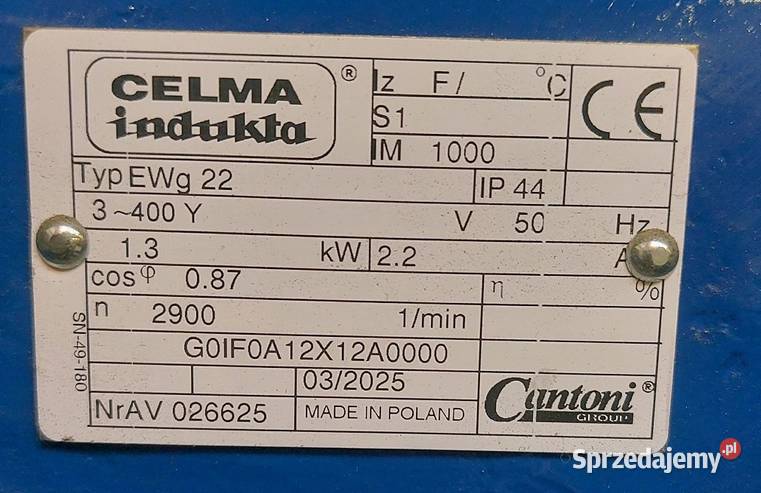 CELMA ®
indukta
Iz F/ °C
S1
IM 1000
CE
Typ EWg 22 IP 44
3~400 Y V 50 Hz
1.3 kW 2.2 A
cos φ 0.87 η %
n 2900 1/min
G0IF0A12X12A0000
03/2025
NrAV 026625 MADE IN POLAND
Cantoni ®
GROUP
SN-49-180
Sprzedajemy.pl